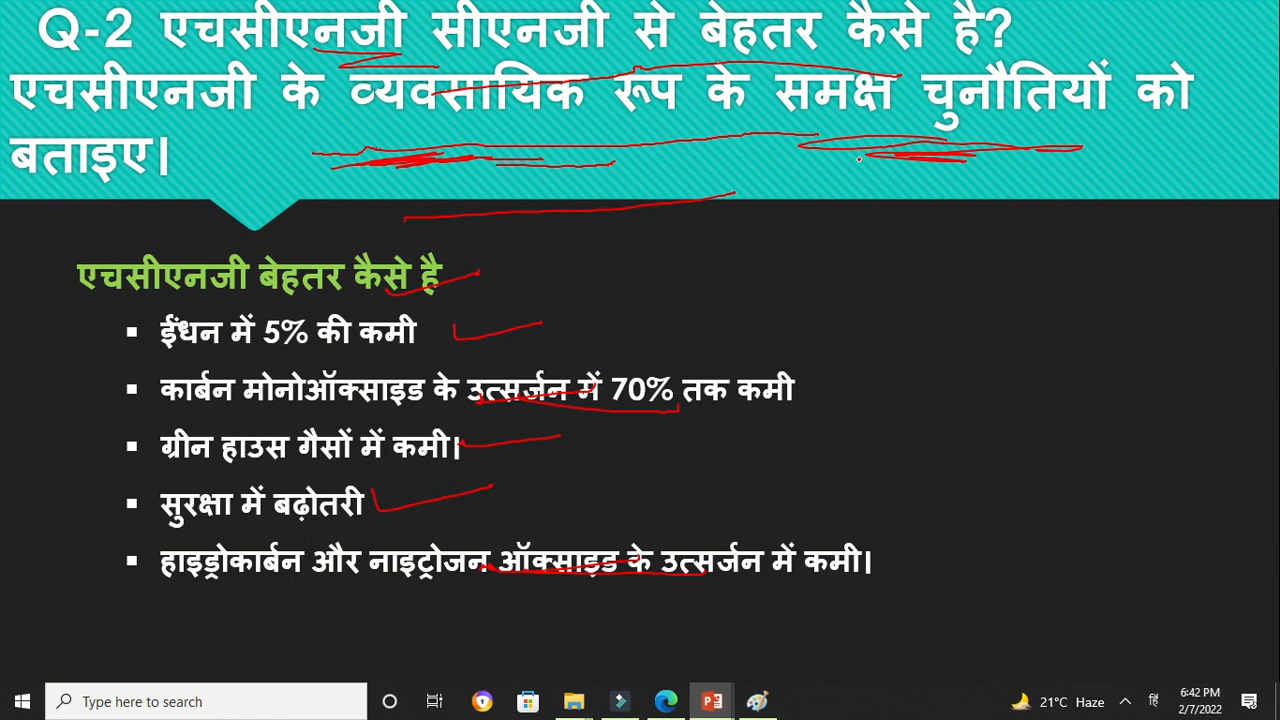 Q-2 एचसीएनजी सीएनजी से बेहतर कैसे है?
एचसीएनजी के व्यवसायिक रूप के समक्ष चुनौतियों को
बताइए।
एचसीएनजी बेहतर कैसे है
▪ ईंधन में 5% की कमी
▪ कार्बन मोनोऑक्साइड के उत्सर्जन में 70% तक कमी
▪ ग्रीन हाउस गैसों में कमी।
▪ सुरक्षा में बढ़ोतरी
▪ हाइड्रोकार्बन और नाइट्रोजन ऑक्साइड के उत्सर्जन में कमी।
Type here to search
21°C Haze
हिं
6:42 PM
2/7/2022